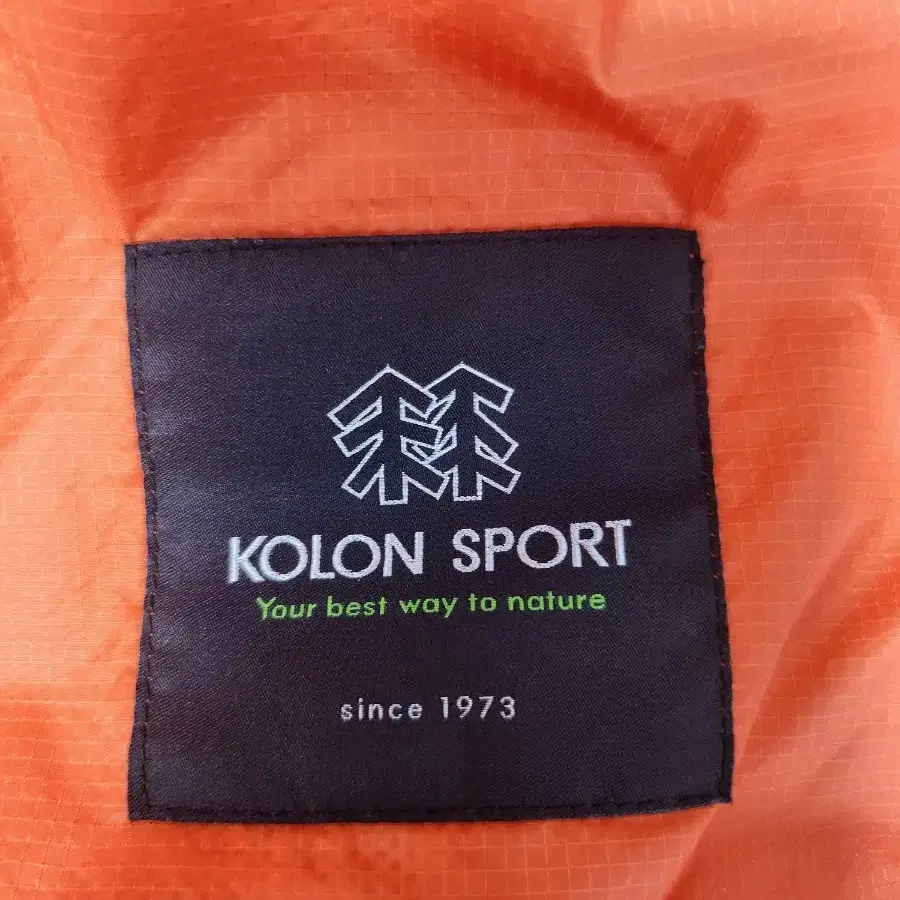 KOLON SPORT
Your best way to nature
since 1973